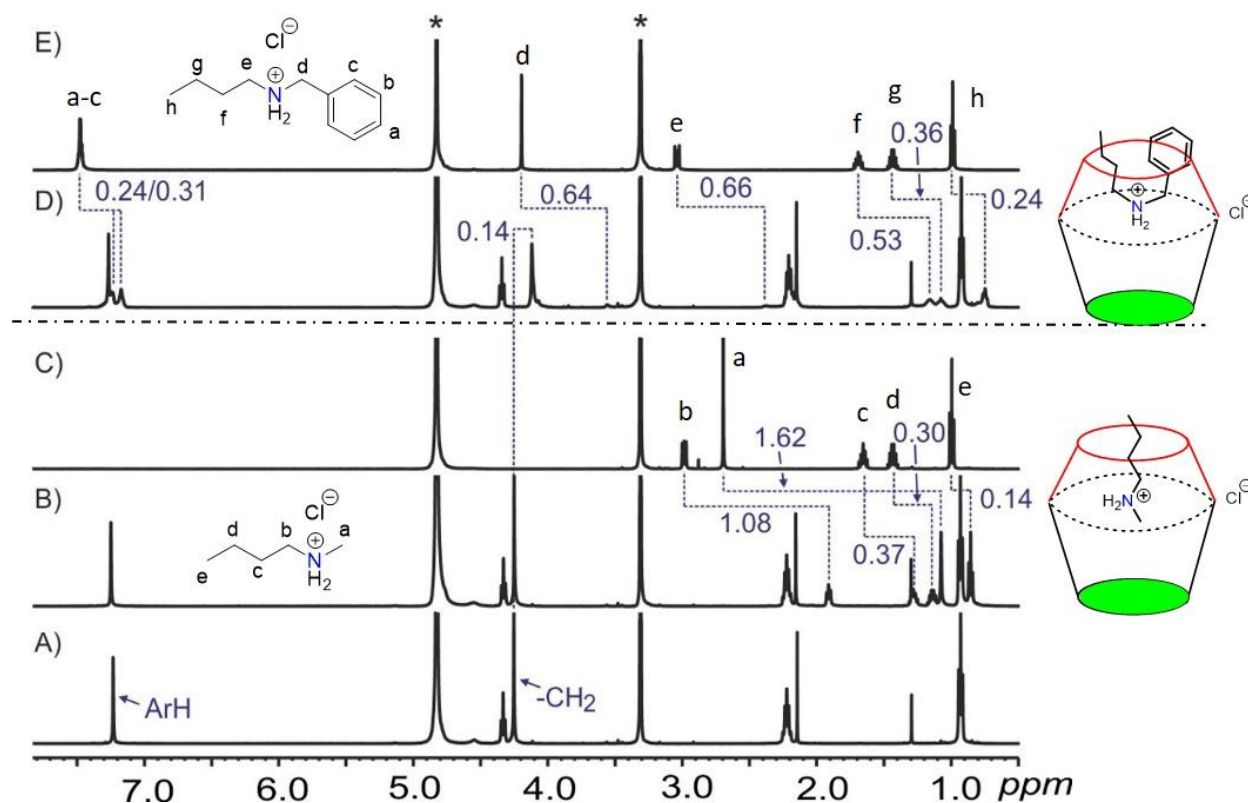 E)
*
*
Cl⊖
e
d
g
c
b
h
f
N
⊕
H2
a
a-c
d
e
f
g
h
0.36
0.24/0.31
0.64
0.66
0.53
0.24
D)
0.14
⊕
N
H2
Cl⊖
C)
b
a
c
d
e
1.62
0.30
1.08
0.37
0.14
B)
Cl⊖
d
b
a
e
c
N
⊕
H2
H2N
⊕
Cl⊖
A)
ArH
-CH2
7.0 6.0 5.0 4.0 3.0 2.0 1.0 ppm